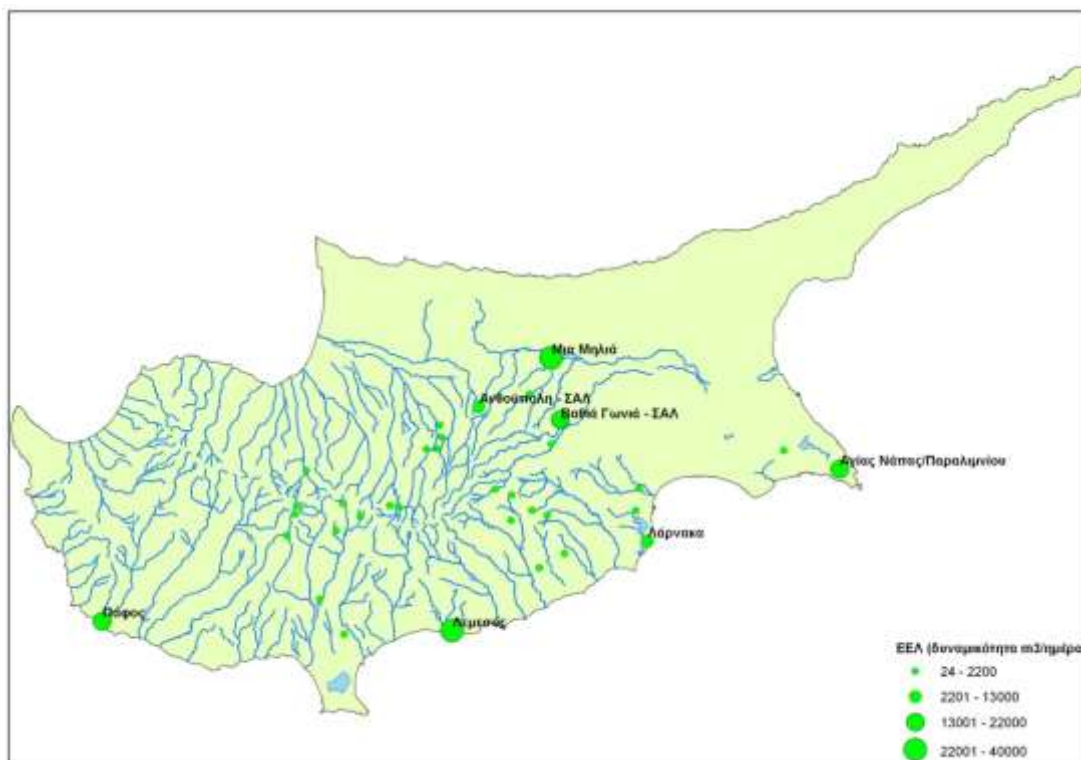 Μια Μηλιά
Ανθούπολη - ΣΑΛ
Βαθιά Γωνιά - ΣΑΛ
Αγίας Νάπας/Παραλιμνίου
Λάρνακα
Πάφος
Λεμεσός
ΕΕΛ (δυναμικότητα m3/ημέρα
24 - 2200
2201 - 13000
13001 - 22000
22001 - 40000